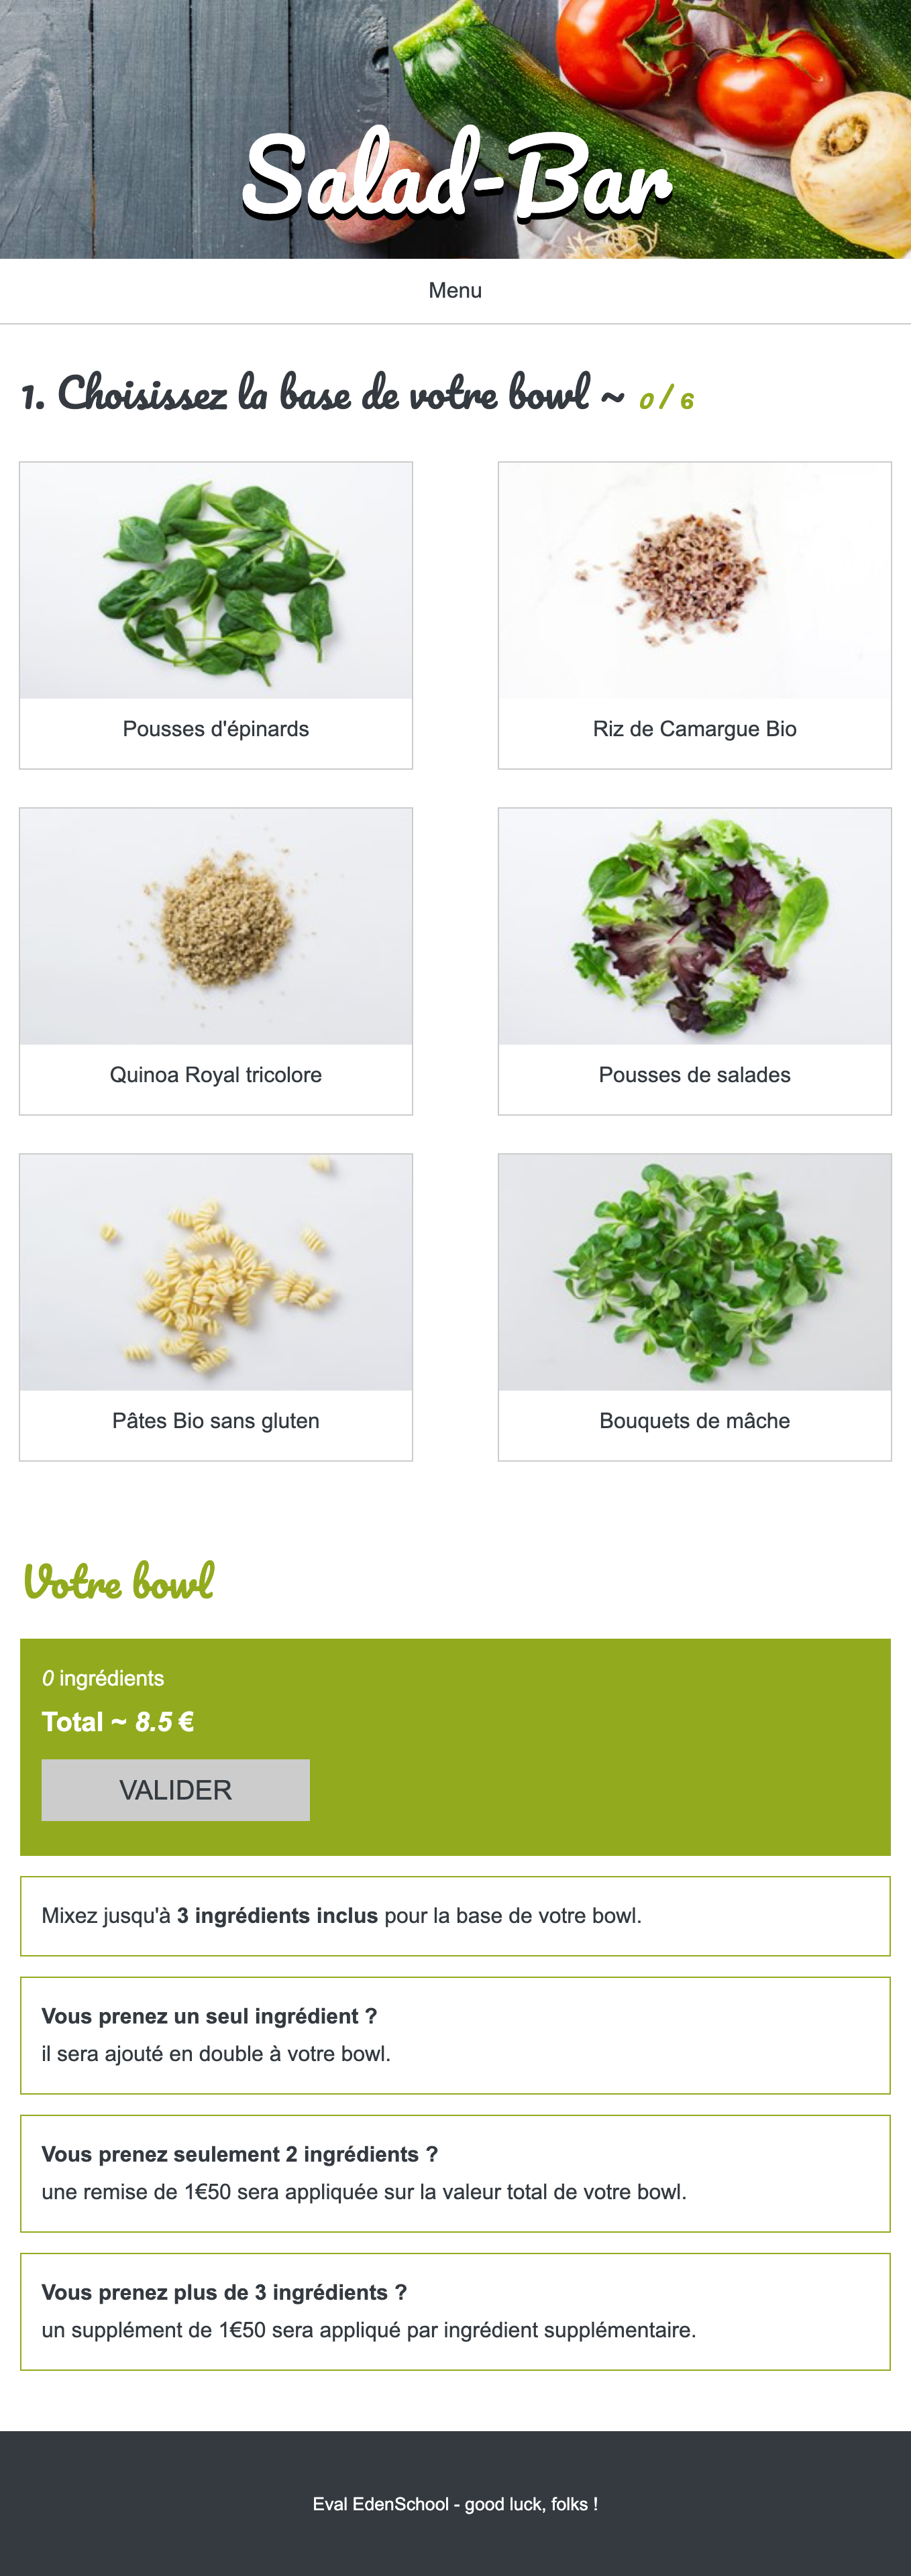 Salad-Bar
Menu
1. Choisissez la base de votre bowl ~ 0 / 6
Pousses d'épinards
Riz de Camargue Bio
Quinoa Royal tricolore
Pousses de salades
Pâtes Bio sans gluten
Bouquets de mâche
Votre bowl
0 ingrédients
Total ~ 8.5 €
VALIDER
Mixez jusqu'à 3 ingrédients inclus pour la base de votre bowl.
Vous prenez un seul ingrédient ?
il sera ajouté en double à votre bowl.
Vous prenez seulement 2 ingrédients ?
une remise de 1€50 sera appliquée sur la valeur total de votre bowl.
Vous prenez plus de 3 ingrédients ?
un supplément de 1€50 sera appliqué par ingrédient supplémentaire.
Eval EdenSchool - good luck, folks !